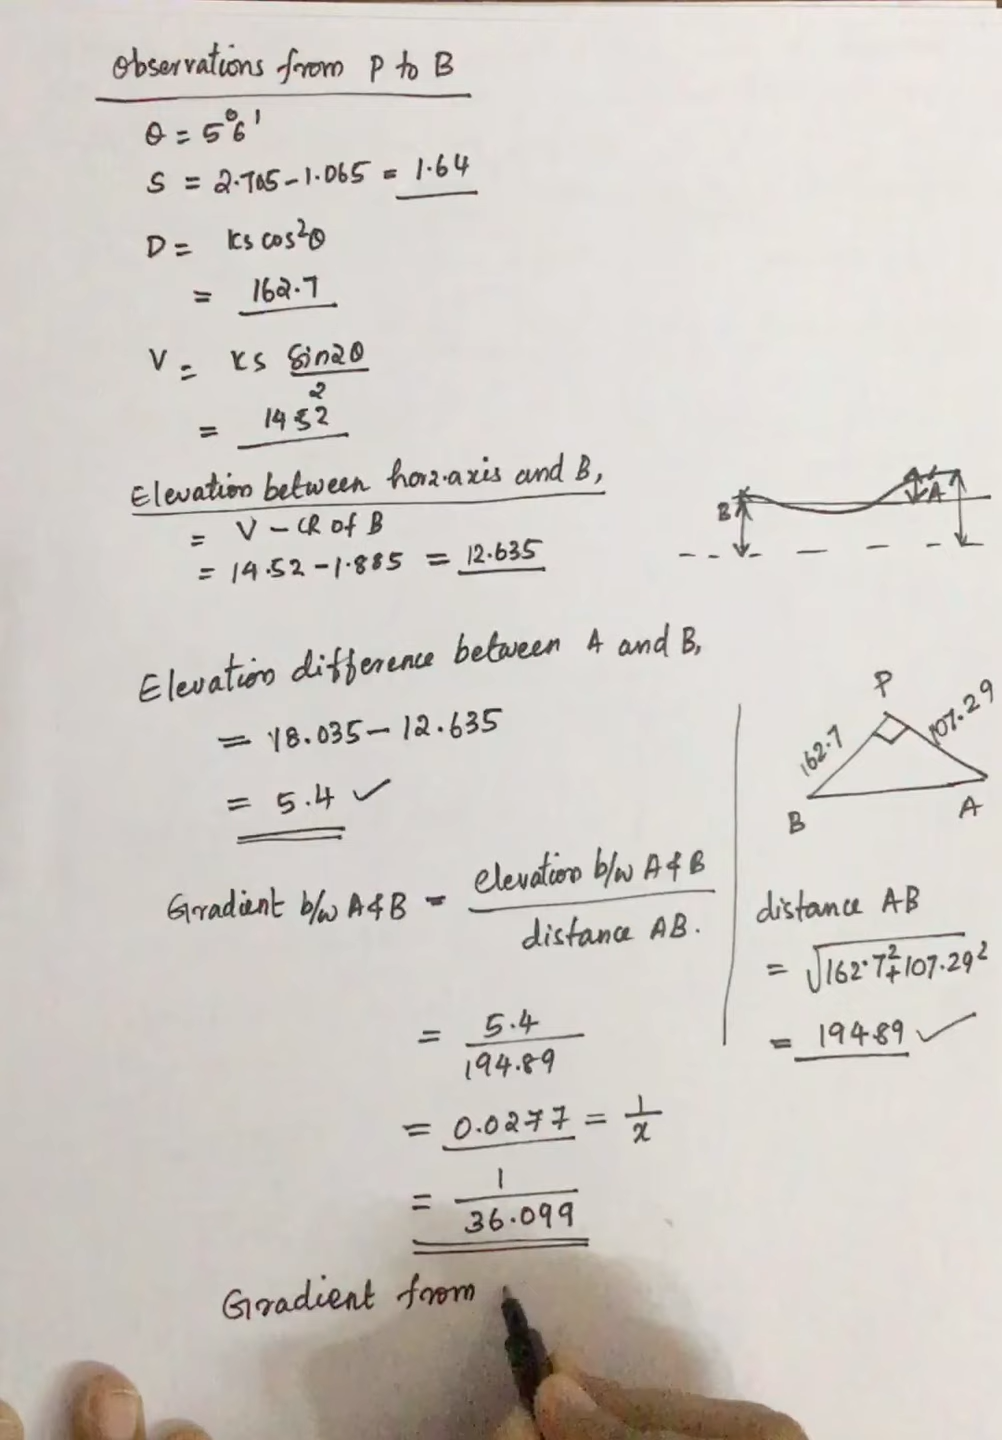 Observations from P to B
θ = 5°6'
S = 2.705-1.065 = 1.64
D = Ks cos²θ
= 162.7
V = Ks sin2θ
2
= 14.52
Elevation between horz.axis and B,
= V - CR of B
= 14.52 - 1.885 = 12.635
B
A
Elevation difference between A and B,
= 18.035 - 12.635
= 5.4 ✓
Gradient b/w A & B = elevation b/w A & B
distance AB.
= 5.4
194.89
= 0.0277 = 1
x
= 1
36.099
Gradient from
P
162.7
107.29
B
A
distance AB
= √162.7²+107.29²
= 194.89 ✓